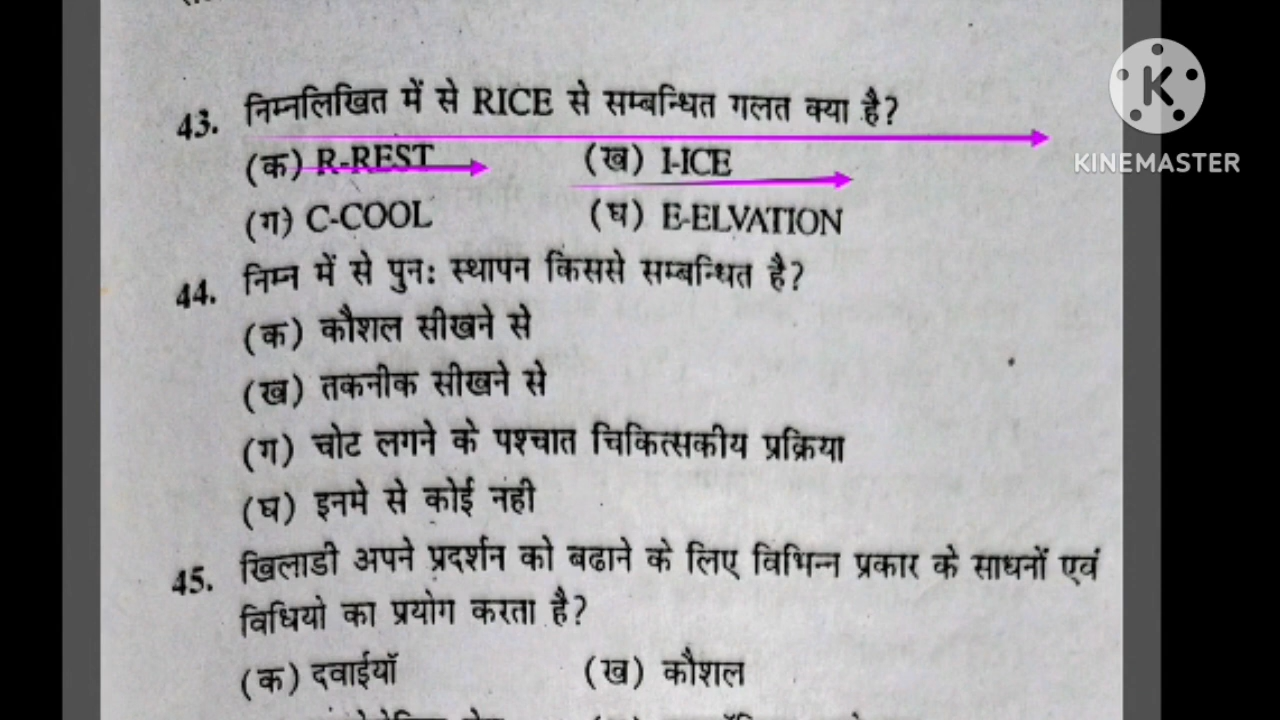 43. निम्नलिखित में से RICE से सम्बन्धित गलत क्या है?
(क) R-REST (ख) I-ICE
(ग) C-COOL (घ) E-ELVATION
44. निम्न में से पुनः स्थापन किससे सम्बन्धित है?
(क) कौशल सीखने से
(ख) तकनीक सीखने से
(ग) चोट लगने के पश्चात चिकित्सकीय प्रक्रिया
(घ) इनमे से कोई नही
45. खिलाडी अपने प्रदर्शन को बढाने के लिए विभिन्न प्रकार के साधनों एवं
विधियो का प्रयोग करता है?
(क) दवाईयॉ (ख) कौशल
K
KINEMASTER